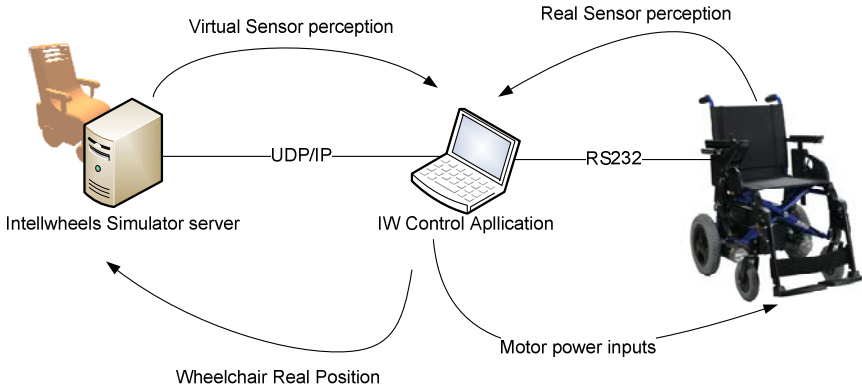 Virtual Sensor perception
Real Sensor perception
UDP/IP
RS232
Intellwheels Simulator server
IW Control Apllication
Motor power inputs
Wheelchair Real Position